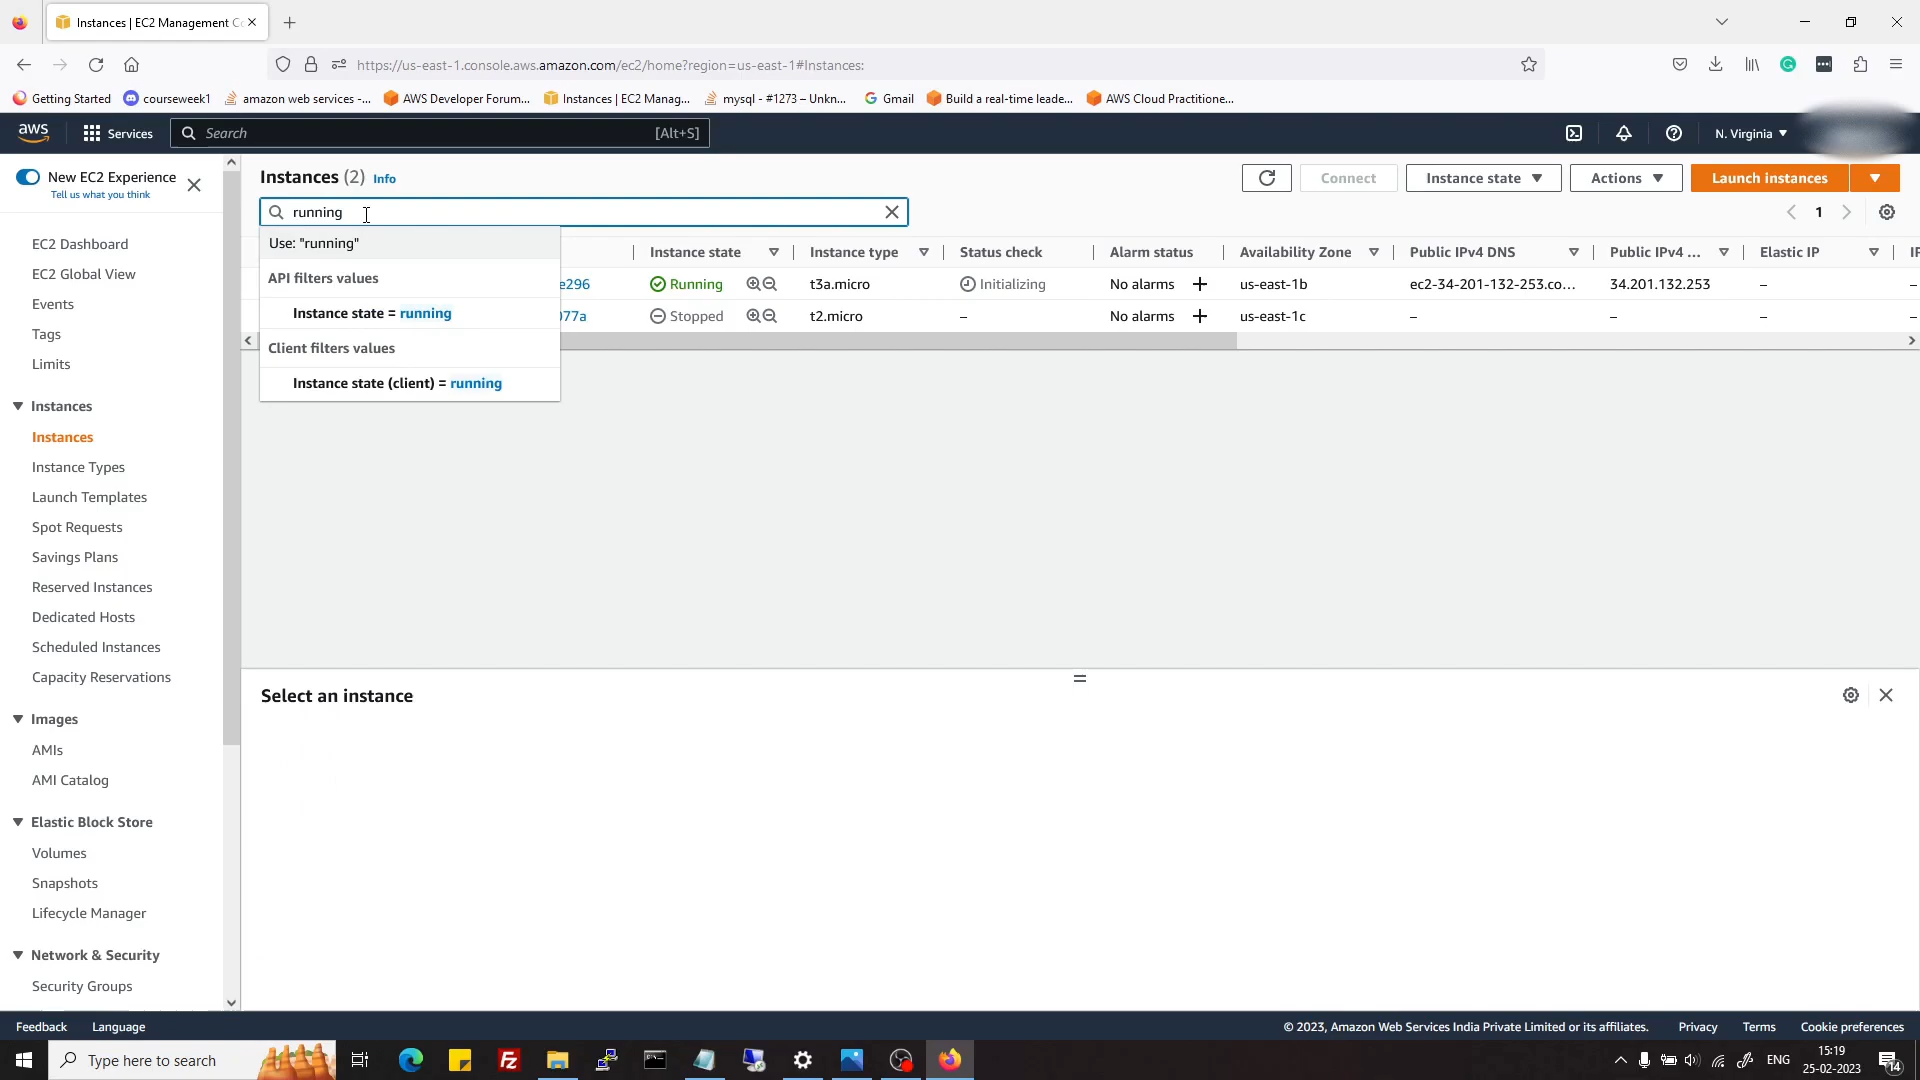 Instances | EC2 Management Co
https://us-east-1.console.aws.amazon.com/ec2/home?region=us-east-1#Instances:
Getting Started
courseweek1
amazon web services -...
AWS Developer Forum...
Instances | EC2 Manag...
mysql - #1273 – Unkn...
Gmail
Build a real-time leade...
AWS Cloud Practitione...
aws
Services
Search
[Alt+S]
N. Virginia
New EC2 Experience
Tell us what you think
EC2 Dashboard
EC2 Global View
Events
Tags
Limits
Instances
Instances
Instance Types
Launch Templates
Spot Requests
Savings Plans
Reserved Instances
Dedicated Hosts
Scheduled Instances
Capacity Reservations
Images
AMIs
AMI Catalog
Elastic Block Store
Volumes
Snapshots
Lifecycle Manager
Network & Security
Security Groups
Instances (2) Info
Connect
Instance state
Actions
Launch instances
running
1
Use: "running"
API filters values
Instance state = running
Client filters values
Instance state (client) = running
Instance state Instance type Status check Alarm status Availability Zone Public IPv4 DNS Public IPv4 ... Elastic IP IP
e296 Running t3a.micro Initializing No alarms + us-east-1b ec2-34-201-132-253.co... 34.201.132.253 – –
077a Stopped t2.micro – No alarms + us-east-1c – – – –
Select an instance
Feedback
Language
© 2023, Amazon Web Services India Private Limited or its affiliates.
Privacy
Terms
Cookie preferences
Type here to search
ENG
15:19
25-02-2023
14